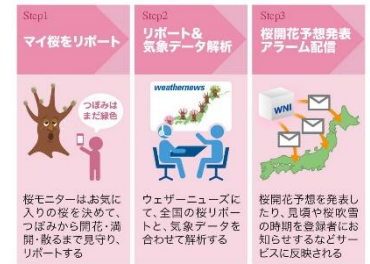 Step1
マイ桜をリポート
つぼみは
まだ緑色
桜モニターはお気に
入りの桜を決めて、
つぼみから開花・満
開・散るまで見守り、
リポートする
Step2
リポート&
気象データ解析
weathernews
ウェザーニューズに
て、全国の桜リポー
トと、気象データを
合わせて解析する
Step3
桜開花予想発表
アラーム配信
WNI
桜開花予想を発表し
たり、見頃や桜吹雪
の時期を登録者にお
知らせするなどサー
ビスに反映される